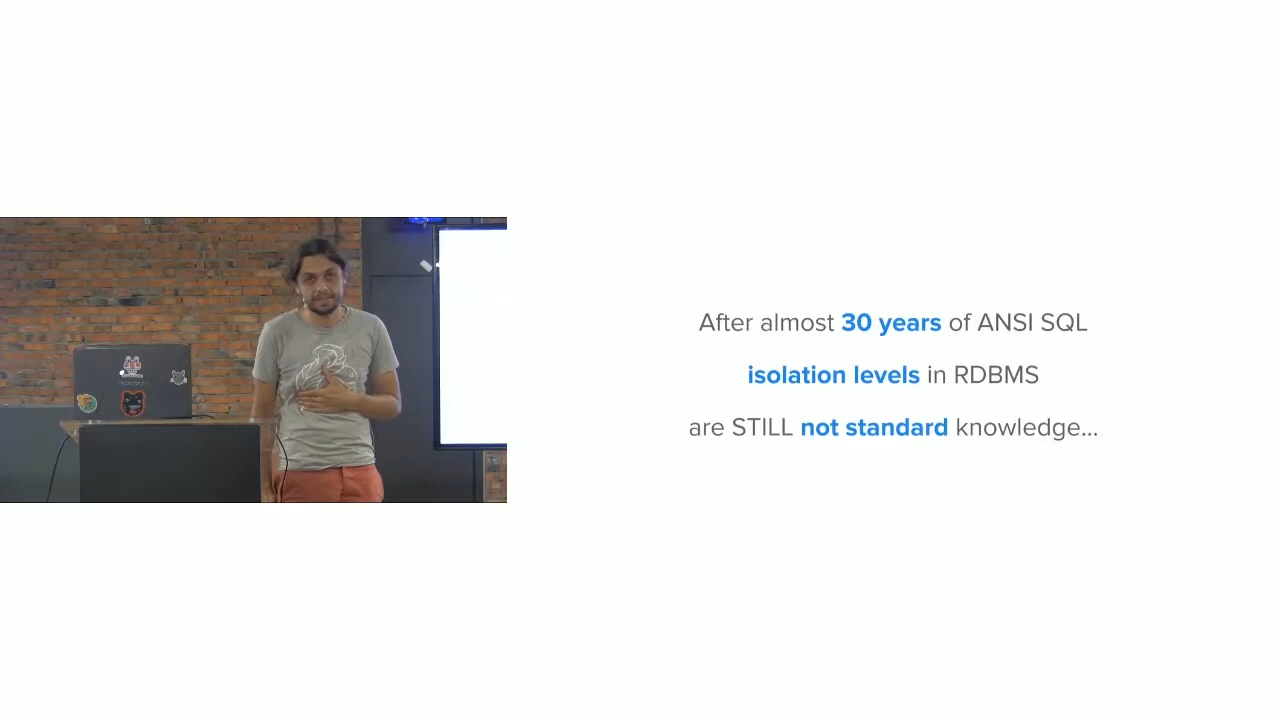 After almost 30 years of ANSI SQL
isolation levels in RDBMS
are STILL not standard knowledge...